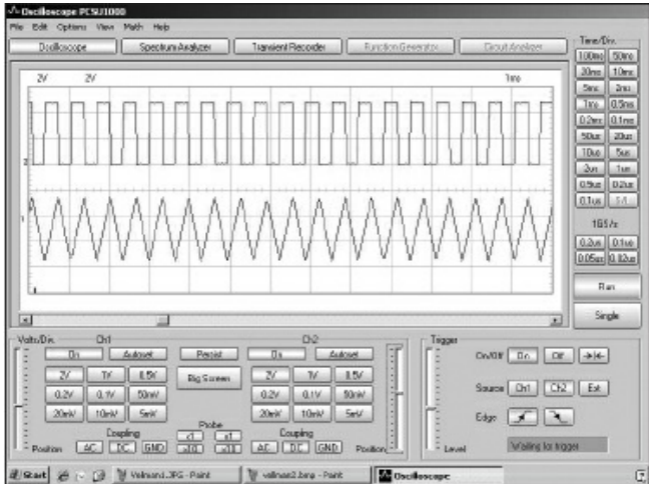 Oscilloscope PCSU1000
File Edit Options View Math Help
Oscilloscope Spectrum Analyzer Transient Recorder Function Generator Circuit Analyzer
Time/Div.
2V 2V 1ms
100ms 50ms
20ms 10ms
5ms 2ms
1ms 0.5ms
0.2ms 0.1ms
50us 20us
10us 5us
2us 1us
0.5us 0.2us
0.1us
1GS/s
0.2us 0.1us
0.05us 0.02us
Run
Single
2
1
Volts/Div. Ch1 Ch2 Trigger
On Autoset Persist On Autoset
On/Off On Off
2V 1V 0.5V Big Screen 2V 1V 0.5V
0.2V 0.1V 50mV 0.2V 0.1V 50mV
Source Ch1 Ch2 Ext
20mV 10mV 5mV 20mV 10mV 5mV
Edge
Coupling Probe Coupling
x1 x1
x10 x10
Position AC DC GND AC DC GND Position
Level Waiting for trigger
Start Velman1.JPG - Paint velman2.bmp - Paint Oscilloscope